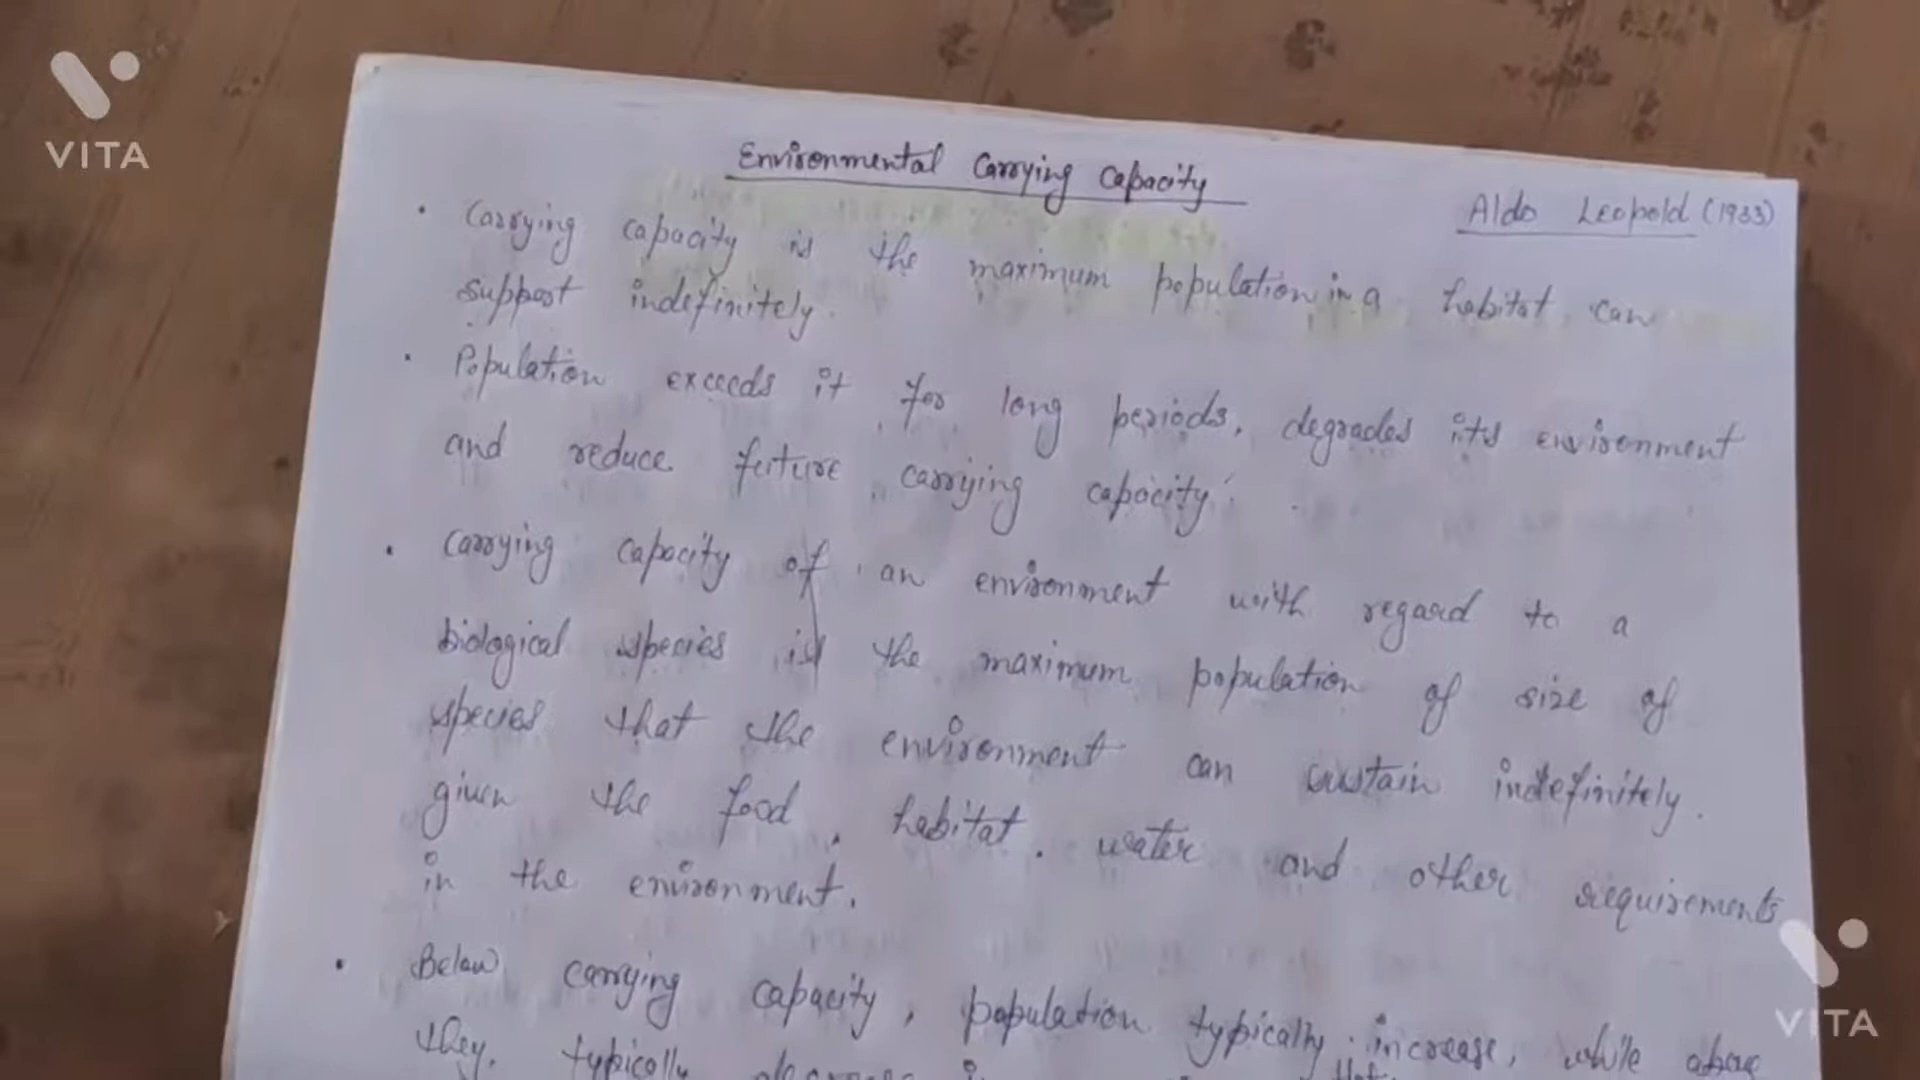 VITA
Environmental Carrying Capacity
Aldo Leopold (1933)
• Carrying capacity is the maximum population in a habitat can
support indefinitely.
• Population exceeds it for long periods, degrades its environment
and reduce future carrying capacity.
• Carrying capacity of an environment with regard to a
biological species is the maximum population of size of
species that the environment can sustain indefinitely.
given the food, habitat. water and other requirements
in the environment.
• Below carrying capacity, population typically increase, while above
they, typically
VITA